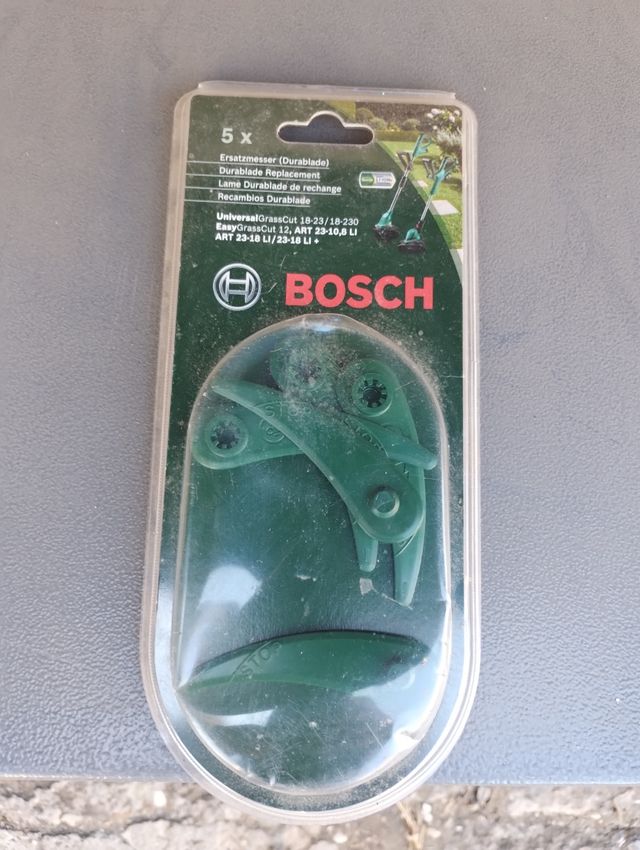 5 x
Ersatzmesser (Durablade)
Durablade Replacement
Lame Durablade de rechange
Recambios Durablade
UniversalGrassCut 18-23/18-230
EasyGrassCut 12, ART 23-10,8 LI
ART 23-18 LI/23-18 LI +
BOSCH